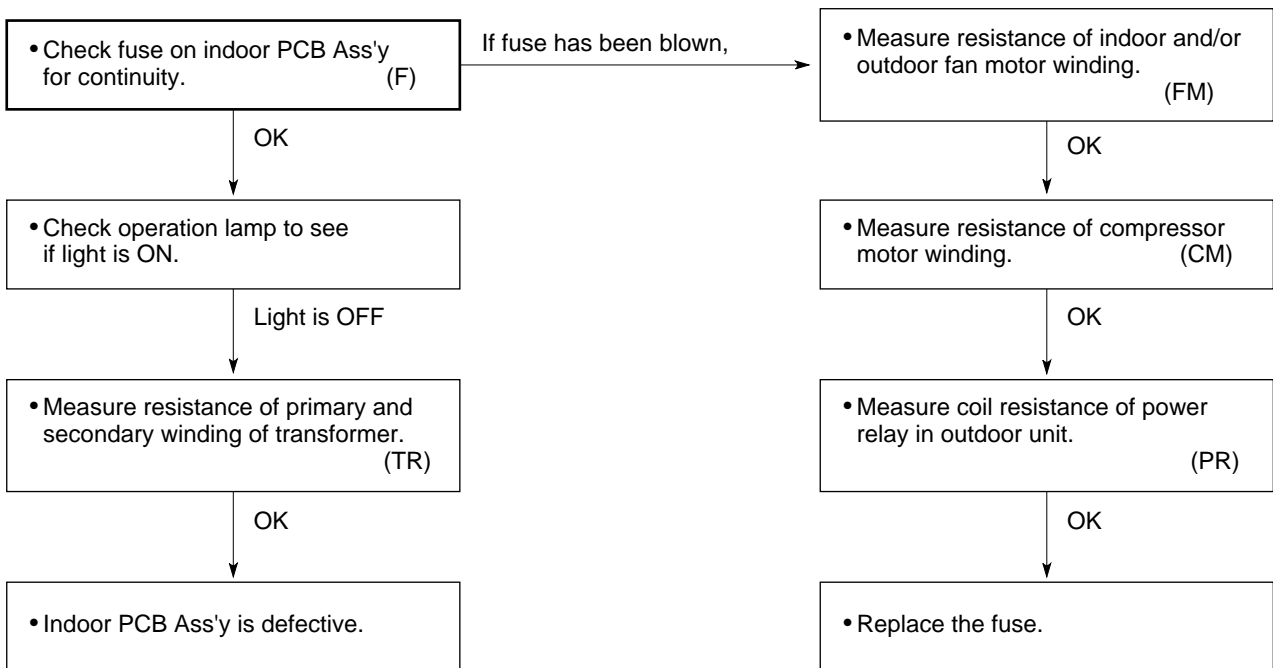 • Check fuse on indoor PCB Ass'y
for continuity. (F)
If fuse has been blown,
• Measure resistance of indoor and/or
outdoor fan motor winding.
(FM)
OK
OK
• Check operation lamp to see
if light is ON.
• Measure resistance of compressor
motor winding. (CM)
Light is OFF
OK
• Measure resistance of primary and
secondary winding of transformer.
(TR)
• Measure coil resistance of power
relay in outdoor unit.
(PR)
OK
OK
• Indoor PCB Ass'y is defective.
• Replace the fuse.